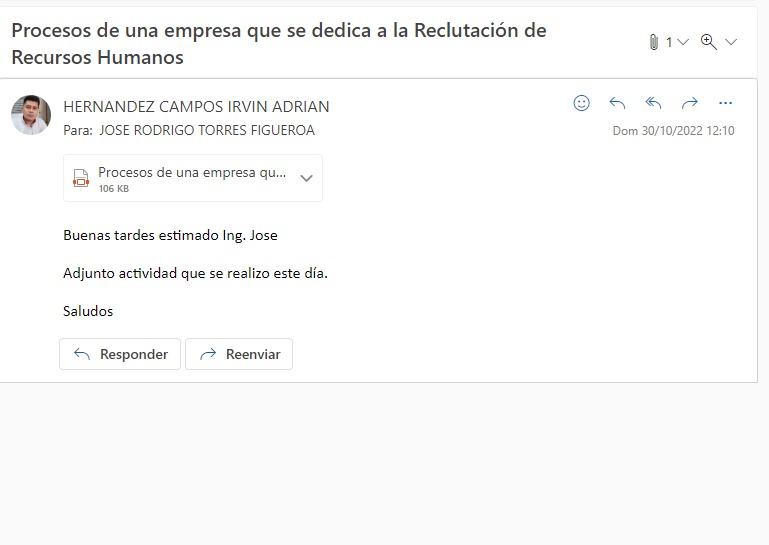 Procesos de una empresa que se dedica a la Reclutación de
Recursos Humanos
1
HERNANDEZ CAMPOS IRVIN ADRIAN
Para: JOSE RODRIGO TORRES FIGUEROA
Dom 30/10/2022 12:10
Procesos de una empresa qu...
106 KB
Buenas tardes estimado Ing. Jose
Adjunto actividad que se realizo este día.
Saludos
Responder
Reenviar